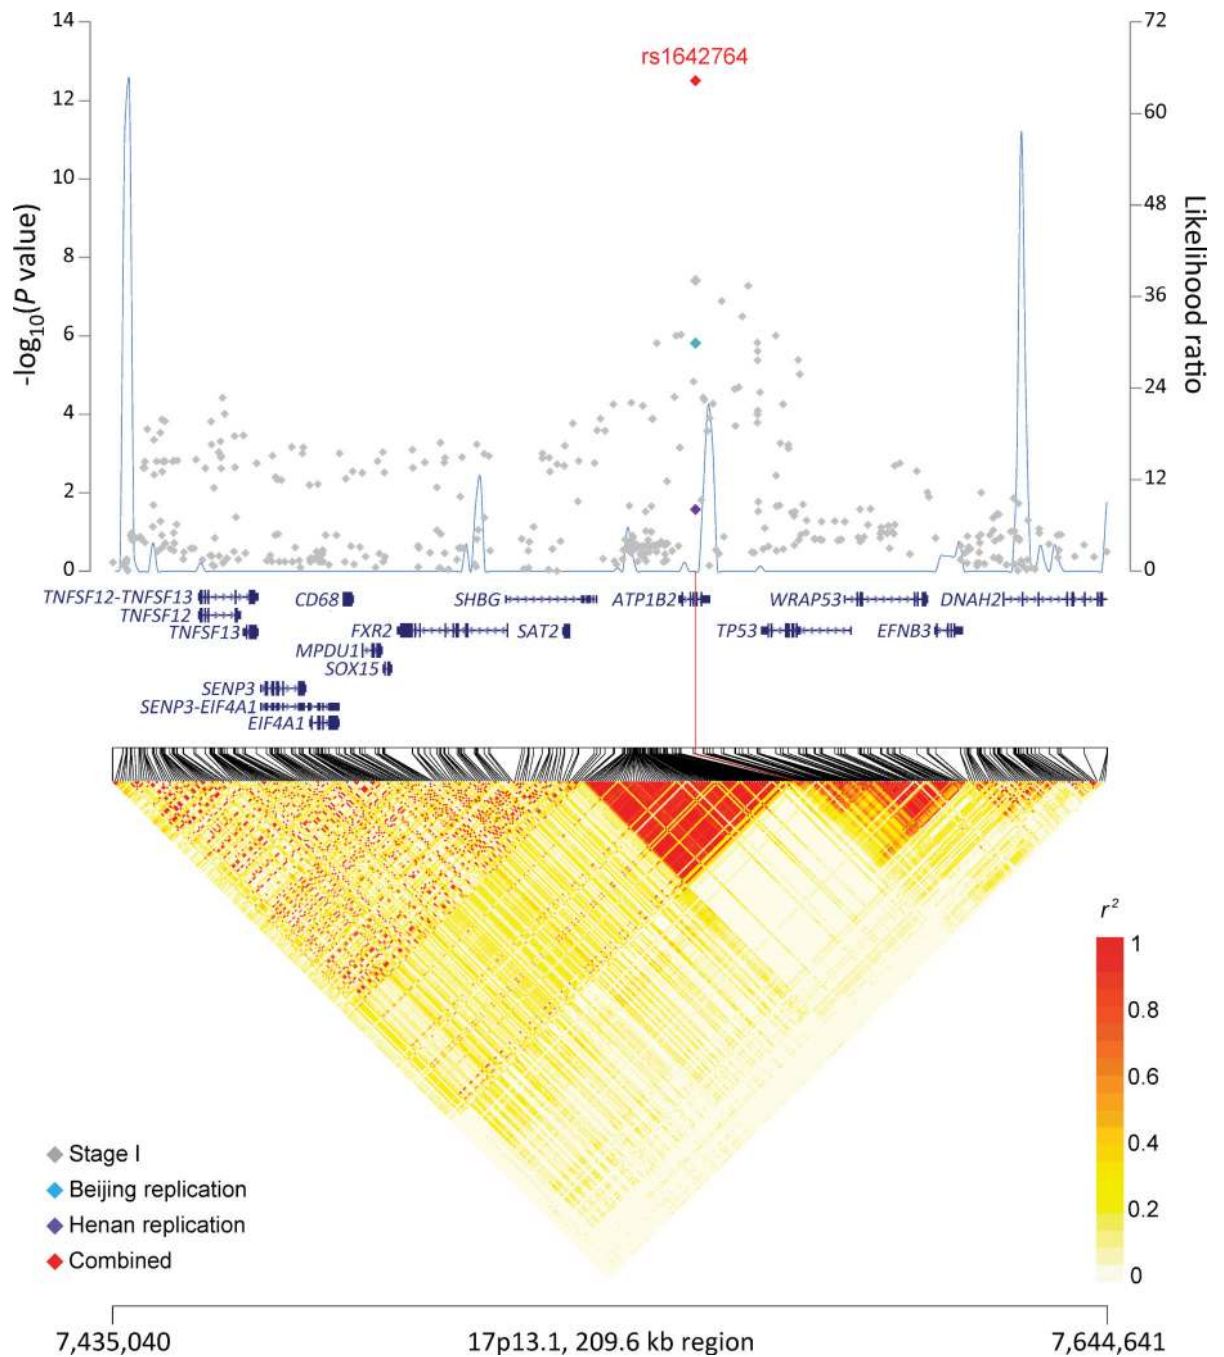 rs1642764
14
12
10
8
6
4
2
0
-log10(P value)
72
60
48
36
24
12
0
Likelihood ratio
TNFSF12-TNFSF13
CD68
SHBG
ATP1B2
WRAP53
DNAH2
TNFSF12
TNFSF13
FXR2
SAT2
TP53
EFNB3
MPDU1
SOX15
SENP3
SENP3-EIF4A1
EIF4A1
r²
1
0.8
0.6
0.4
0.2
0
Stage I
Beijing replication
Henan replication
Combined
7,435,040 17p13.1, 209.6 kb region 7,644,641